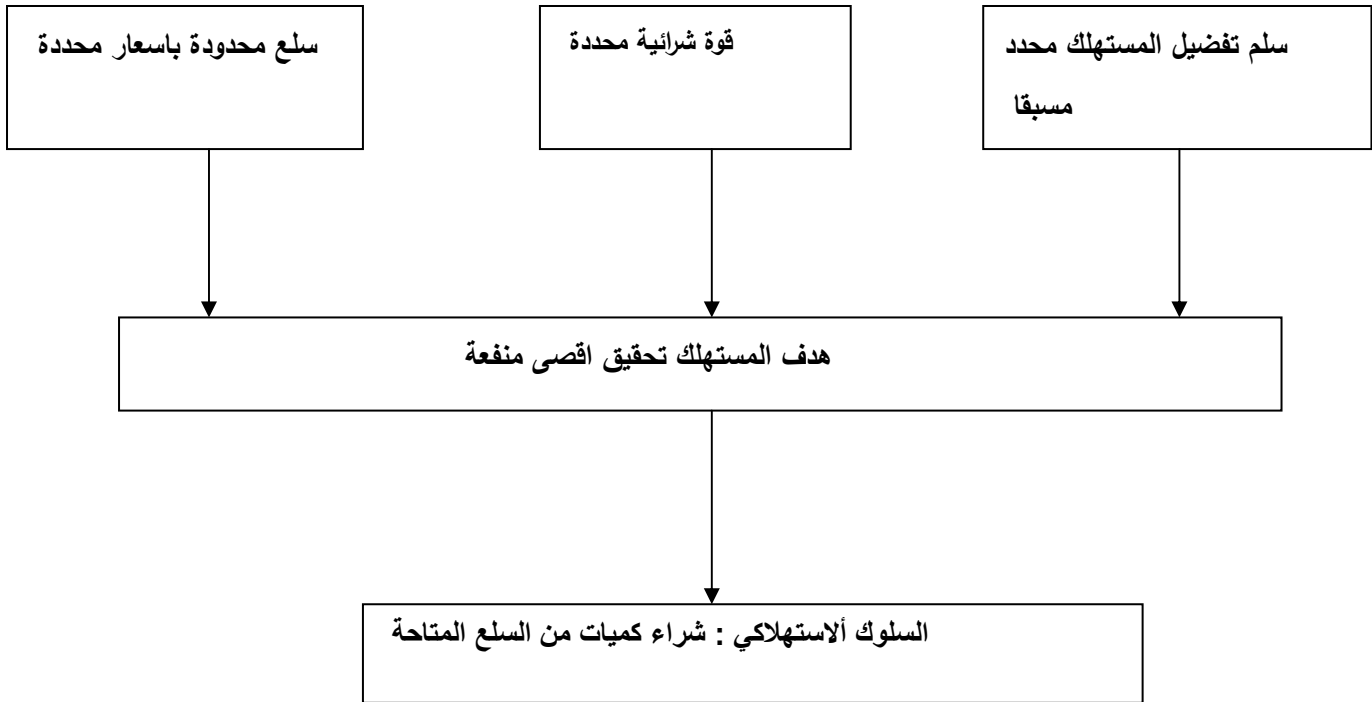 سلم تفضيل المستهلك محدد
مسبقا
قوة شرائية محددة
سلع محدودة باسعار محددة
هدف المستهلك تحقيق اقصى منفعة
السلوك ألاستهلاكي : شراء كميات من السلع المتاحة